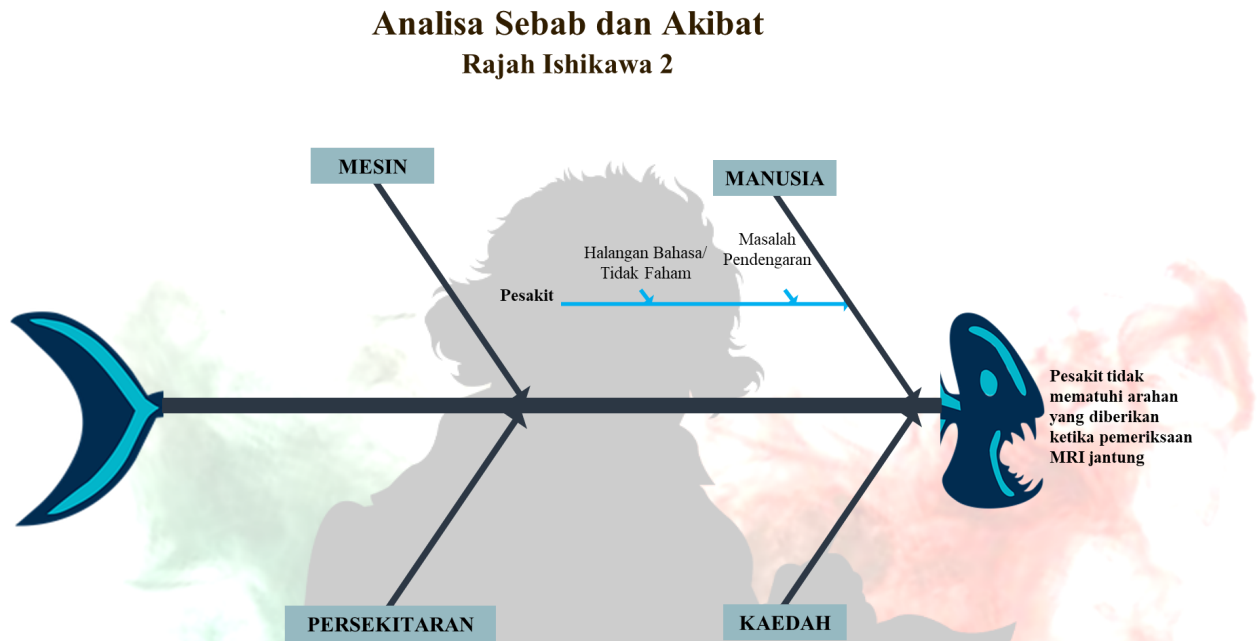 Analisa Sebab dan Akibat
Rajah Ishikawa 2
MESIN
MANUSIA
Halangan Bahasa/
Tidak Faham
Masalah
Pendengaran
Pesakit
Pesakit tidak
mematuhi arahan
yang diberikan
ketika pemeriksaan
MRI jantung
PERSEKITARAN
KAEDAH